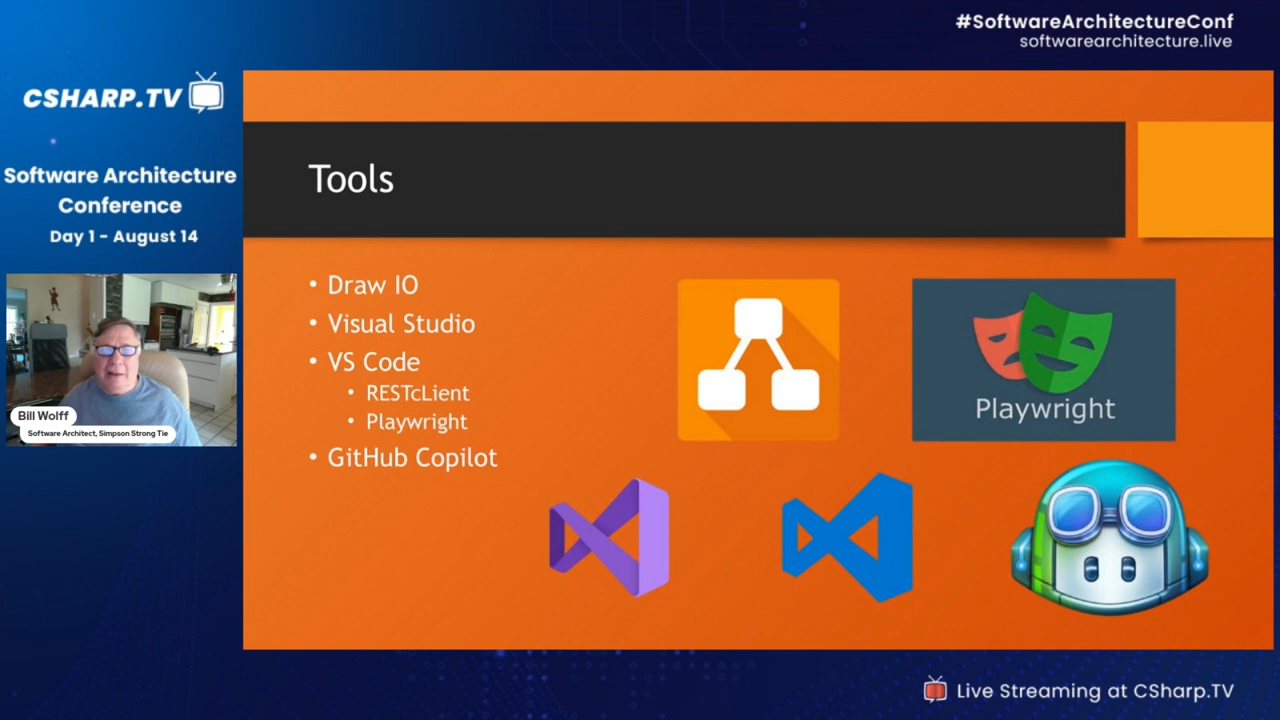 #SoftwareArchitectureConf
softwarearchitecture.live
CSHARP.TV
Software Architecture
Conference
Day 1 - August 14
Bill Wolff
Software Architect, Simpson Strong Tie
Tools
• Draw IO
• Visual Studio
• VS Code
• RESTcLient
• Playwright
• GitHub Copilot
Playwright
Live Streaming at CSharp.TV